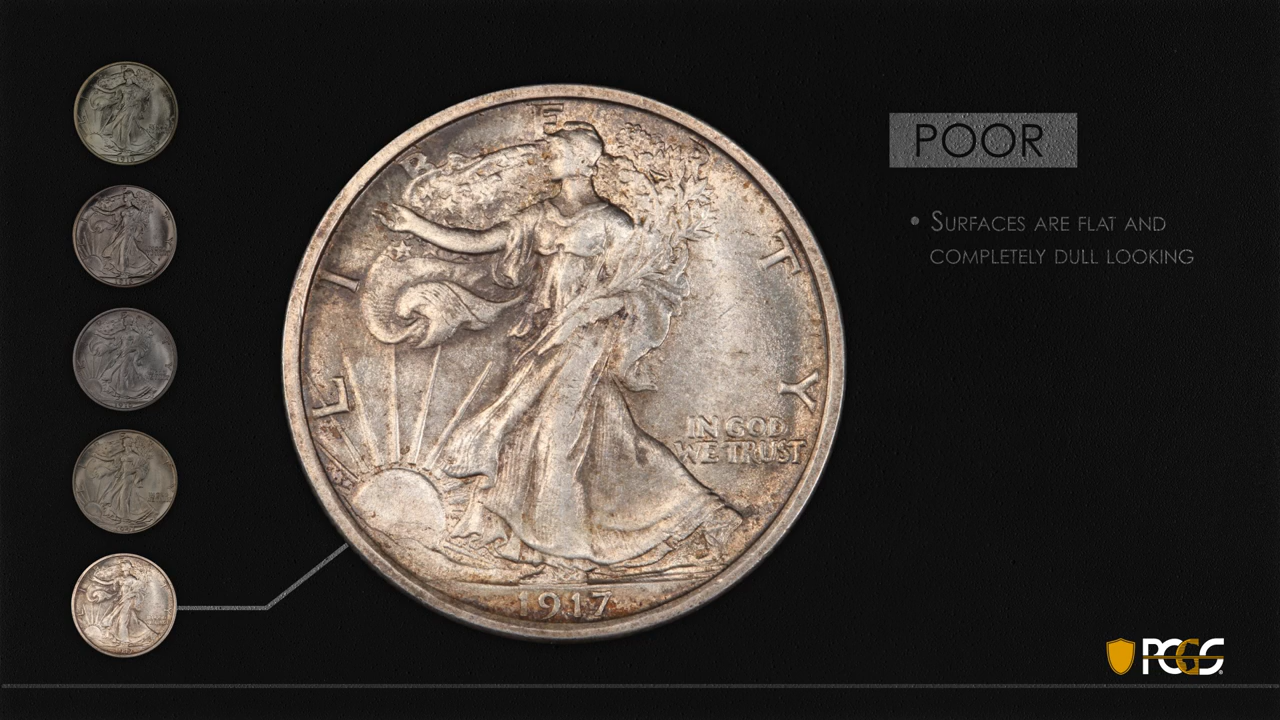 POOR
• SURFACES ARE FLAT AND
COMPLETELY DULL LOOKING
LIBERTY
IN GOD
WE TRUST
1917
PCGS